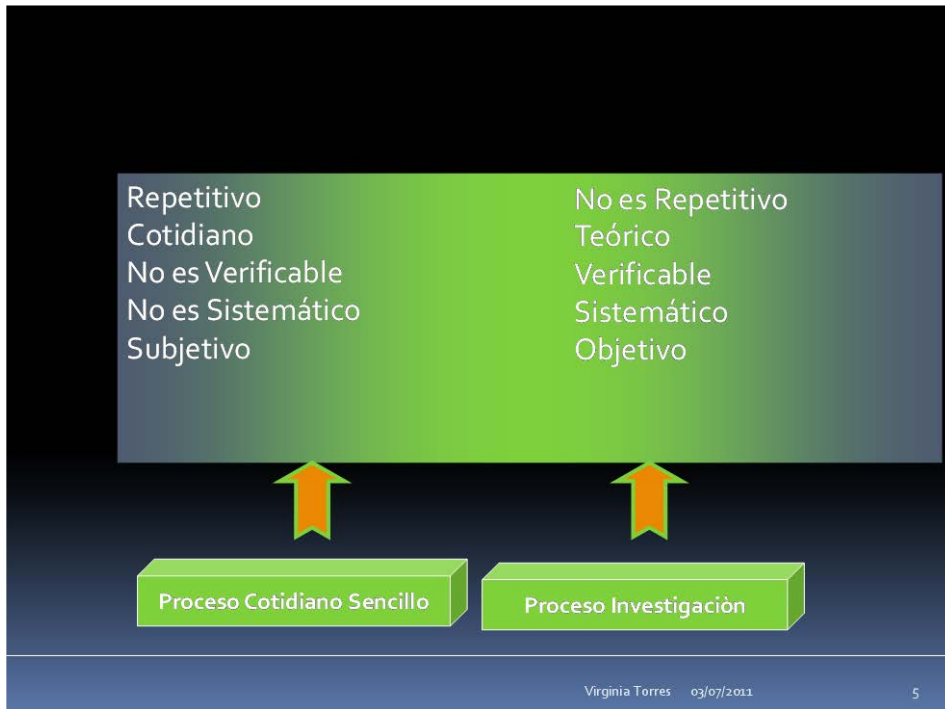 Repetitivo
Cotidiano
No es Verificable
No es Sistemático
Subjetivo
No es Repetitivo
Teórico
Verificable
Sistemático
Objetivo
Proceso Cotidiano Sencillo
Proceso Investigaciòn
Virginia Torres 03/07/2011 5